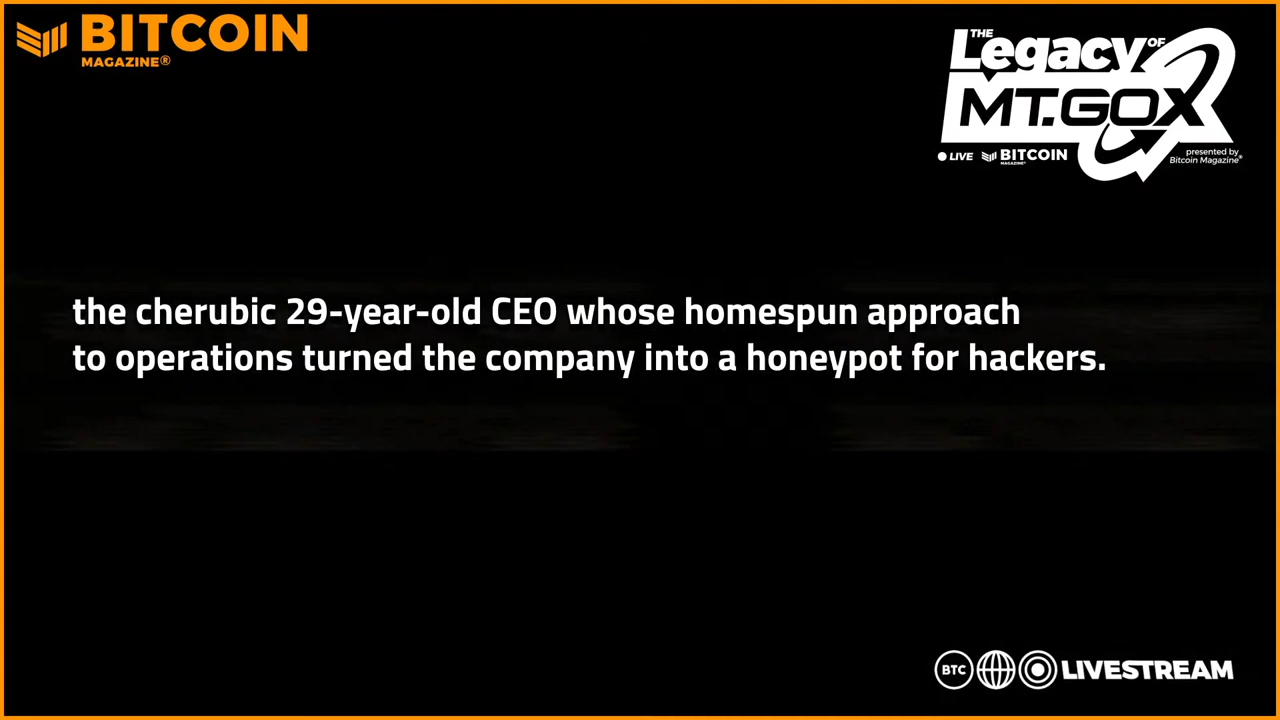 BITCOIN
MAGAZINE®
THE
Legacy OF
MT.GOX
LIVE BITCOIN
MAGAZINE®
presented by
Bitcoin Magazine®
the cherubic 29-year-old CEO whose homespun approach
to operations turned the company into a honeypot for hackers.
BTC LIVESTREAM